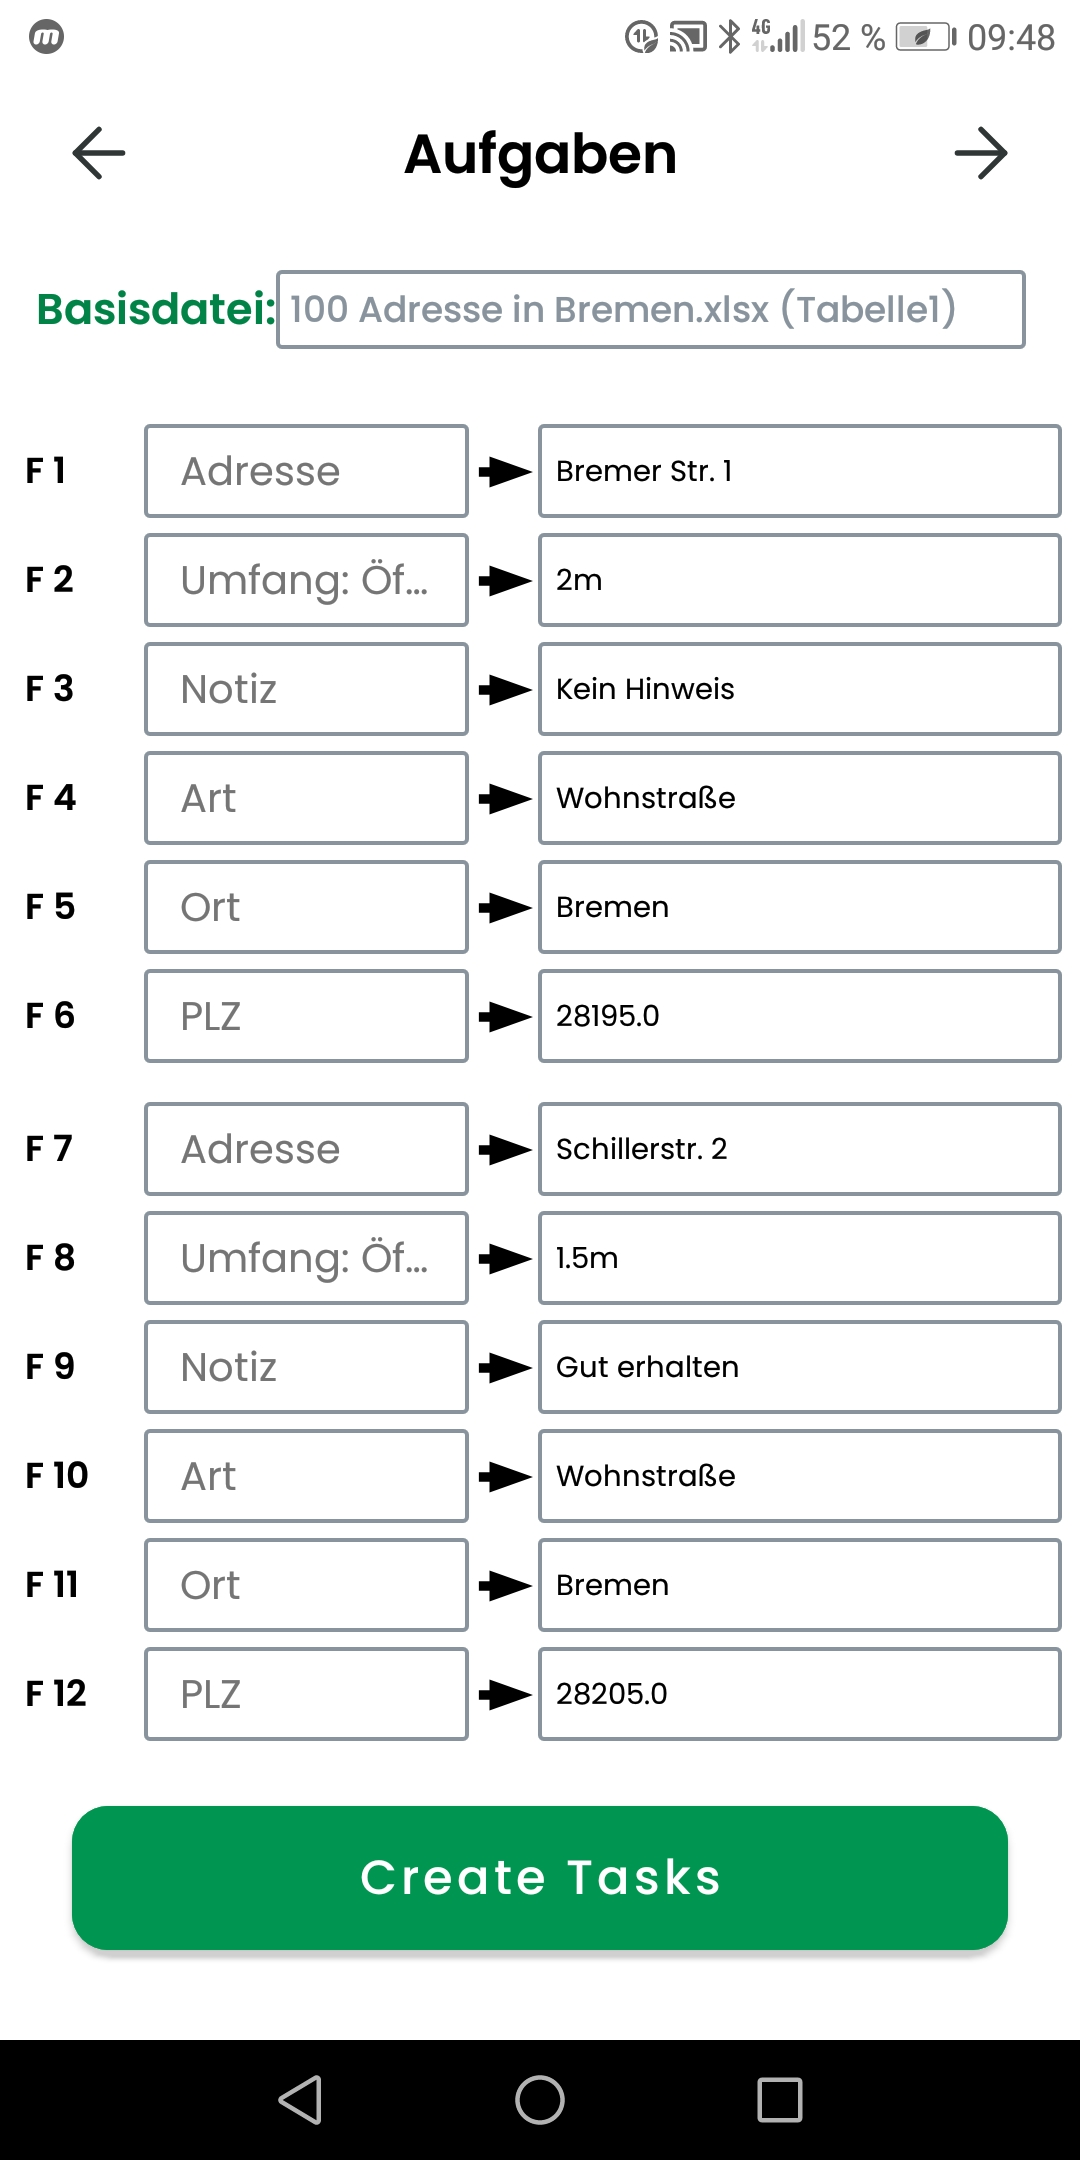 4G 52 % 09:48
Aufgaben
Basisdatei: 100 Adresse in Bremen.xlsx (Tabelle1)
F 1 Adresse Bremer Str. 1
F 2 Umfang: Öf... 2m
F 3 Notiz Kein Hinweis
F 4 Art Wohnstraße
F 5 Ort Bremen
F 6 PLZ 28195.0
F 7 Adresse Schillerstr. 2
F 8 Umfang: Öf... 1.5m
F 9 Notiz Gut erhalten
F 10 Art Wohnstraße
F 11 Ort Bremen
F 12 PLZ 28205.0
Create Tasks